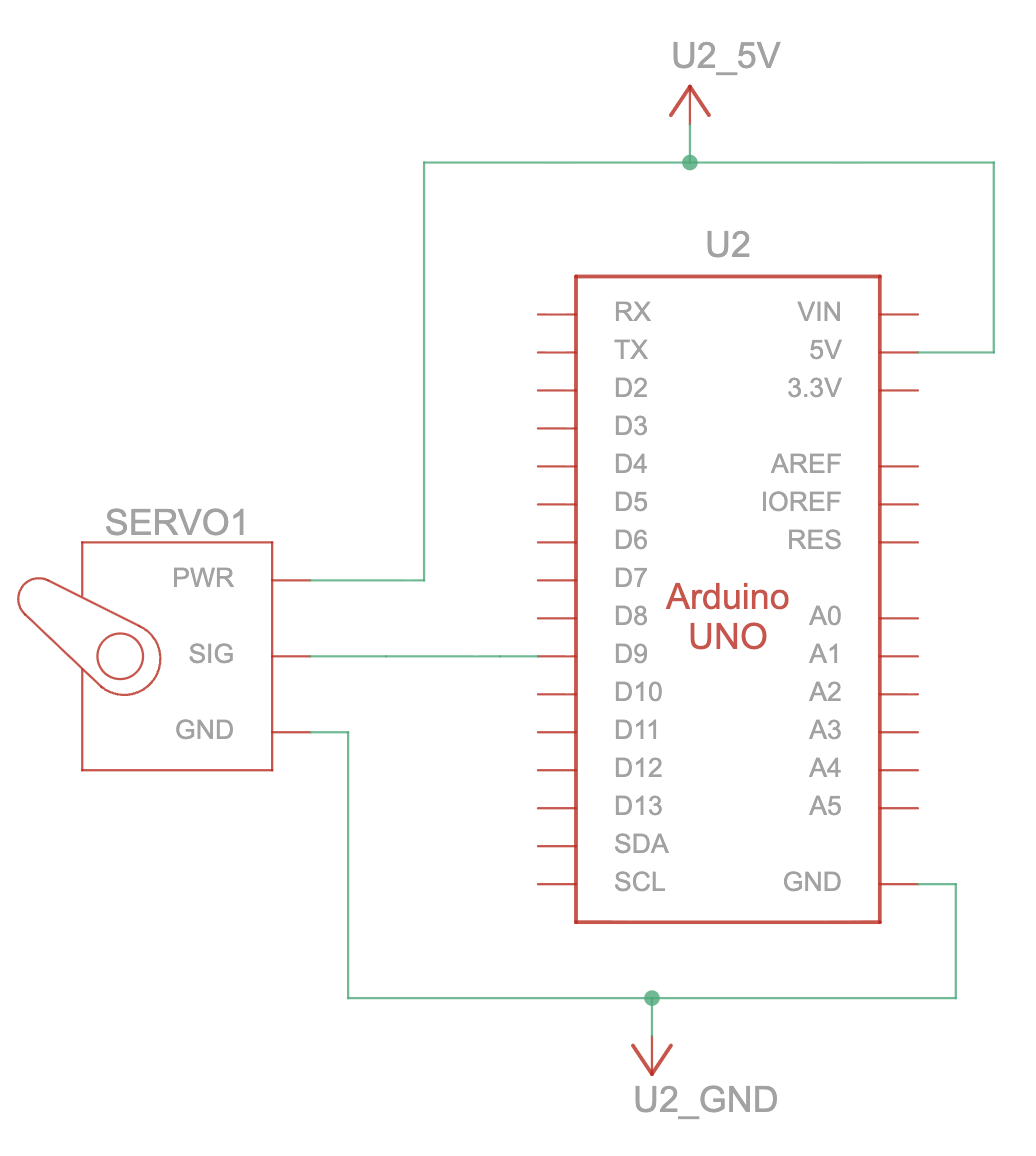 U2_5V
U2
RX
VIN
TX
5V
D2
3.3V
D3
D4
AREF
D5
IOREF
SERVO1
D6
RES
PWR
D7
Arduino
UNO
D8
A0
SIG
D9
A1
D10
A2
GND
D11
A3
D12
A4
D13
A5
SDA
SCL
GND
U2_GND